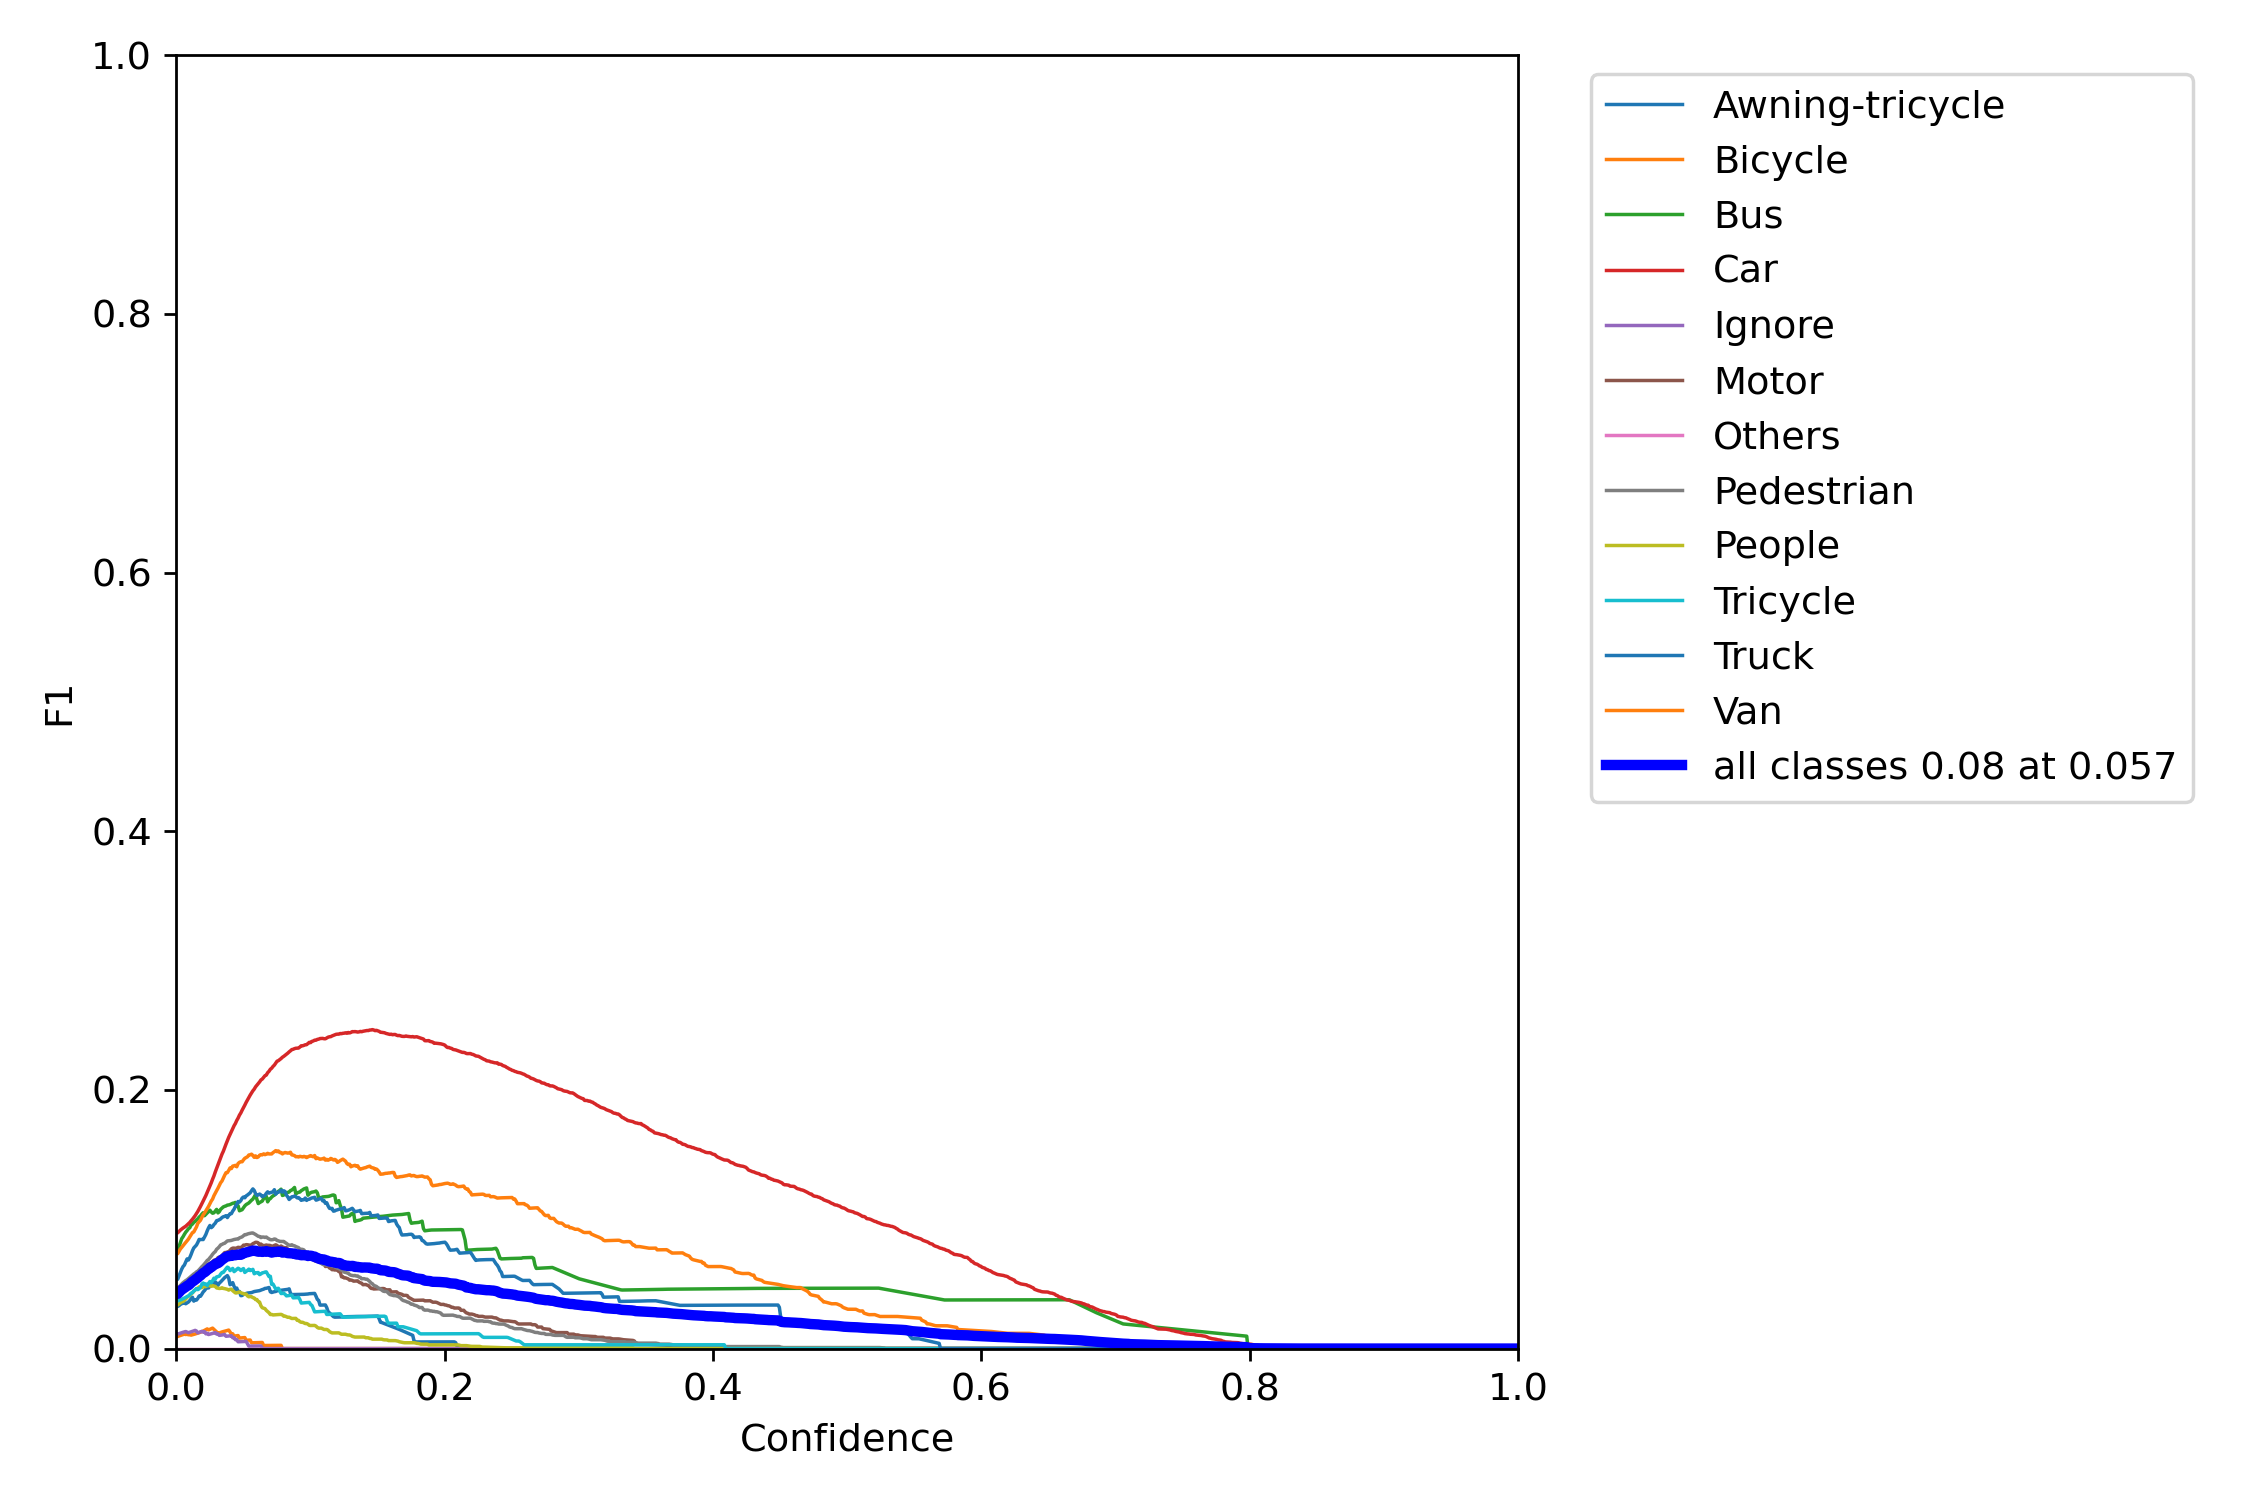 1.0
0.8
0.6
0.4
0.2
0.0
F1
0.0 0.2 0.4 0.6 0.8 1.0
Confidence
Awning-tricycle
Bicycle
Bus
Car
Ignore
Motor
Others
Pedestrian
People
Tricycle
Truck
Van
all classes 0.08 at 0.057